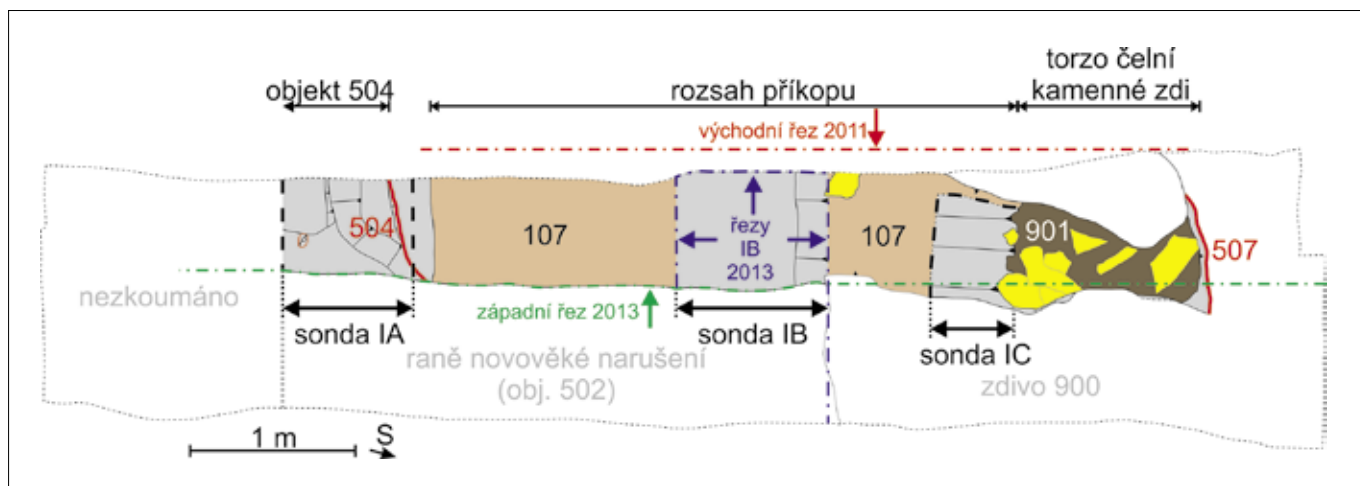 objekt 504
rozsah příkopu
torzo čelní
kamenné zdi
východní řez 2011
504
107
řezy
IB
2013
107
901
507
nezkoumáno
sonda IA
západní řez 2013
sonda IB
sonda IC
raně novověké narušení
(obj. 502)
zdivo 900
1 m
S